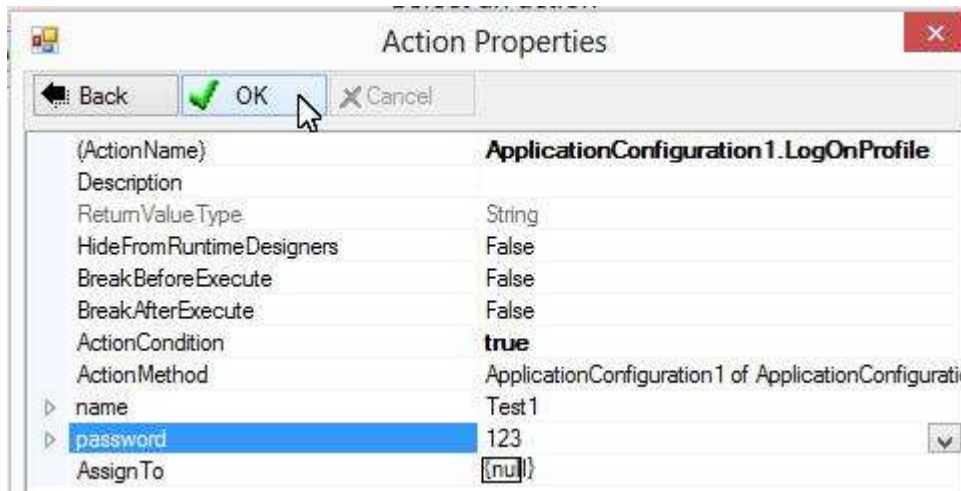 Action Properties
Back OK Cancel
(ActionName) ApplicationConfiguration1.LogOnProfile
Description
ReturnValueType String
HideFromRuntimeDesigners False
BreakBeforeExecute False
BreakAfterExecute False
ActionCondition true
ActionMethod ApplicationConfiguration1 of ApplicationConfigurati
name Test1
password 123
AssignTo {null}